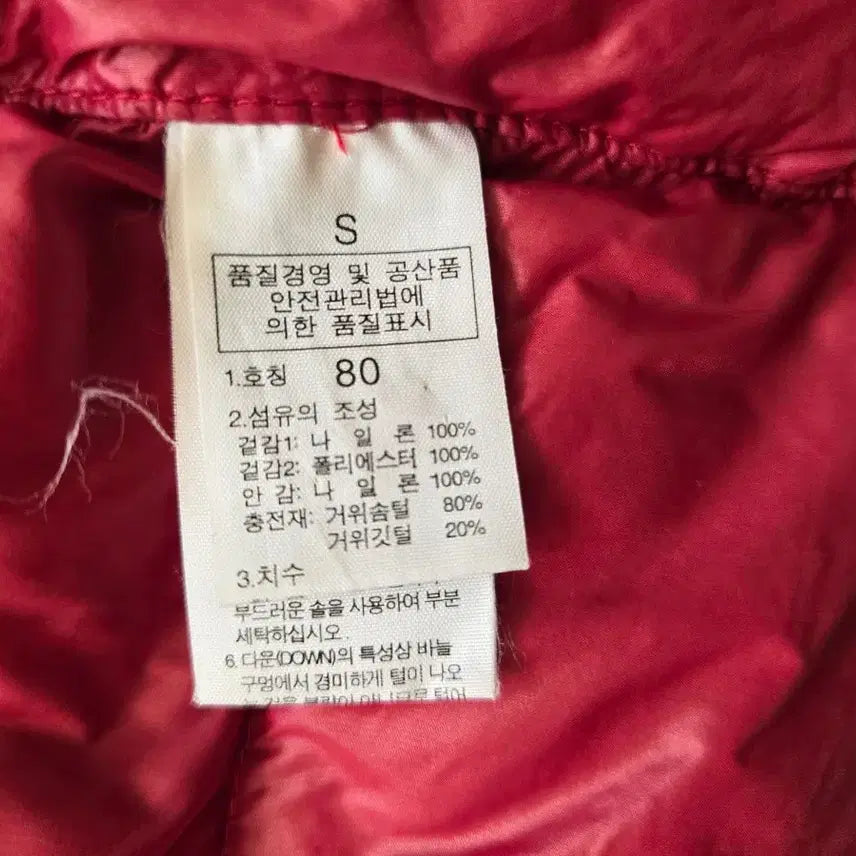 S
품질경영 및 공산품
안전관리법에
의한 품질표시
1.호칭 80
2.섬유의 조성
겉감1: 나 일 론 100%
겉감2: 폴리에스터 100%
안 감: 나 일 론 100%
충전재: 거위솜털 80%
거위깃털 20%
3.치수
부드러운 솔을 사용하여 부분
세탁하십시오.
6.다운(DOWN)의 특성상 바늘
구멍에서 경미하게 털이 나오